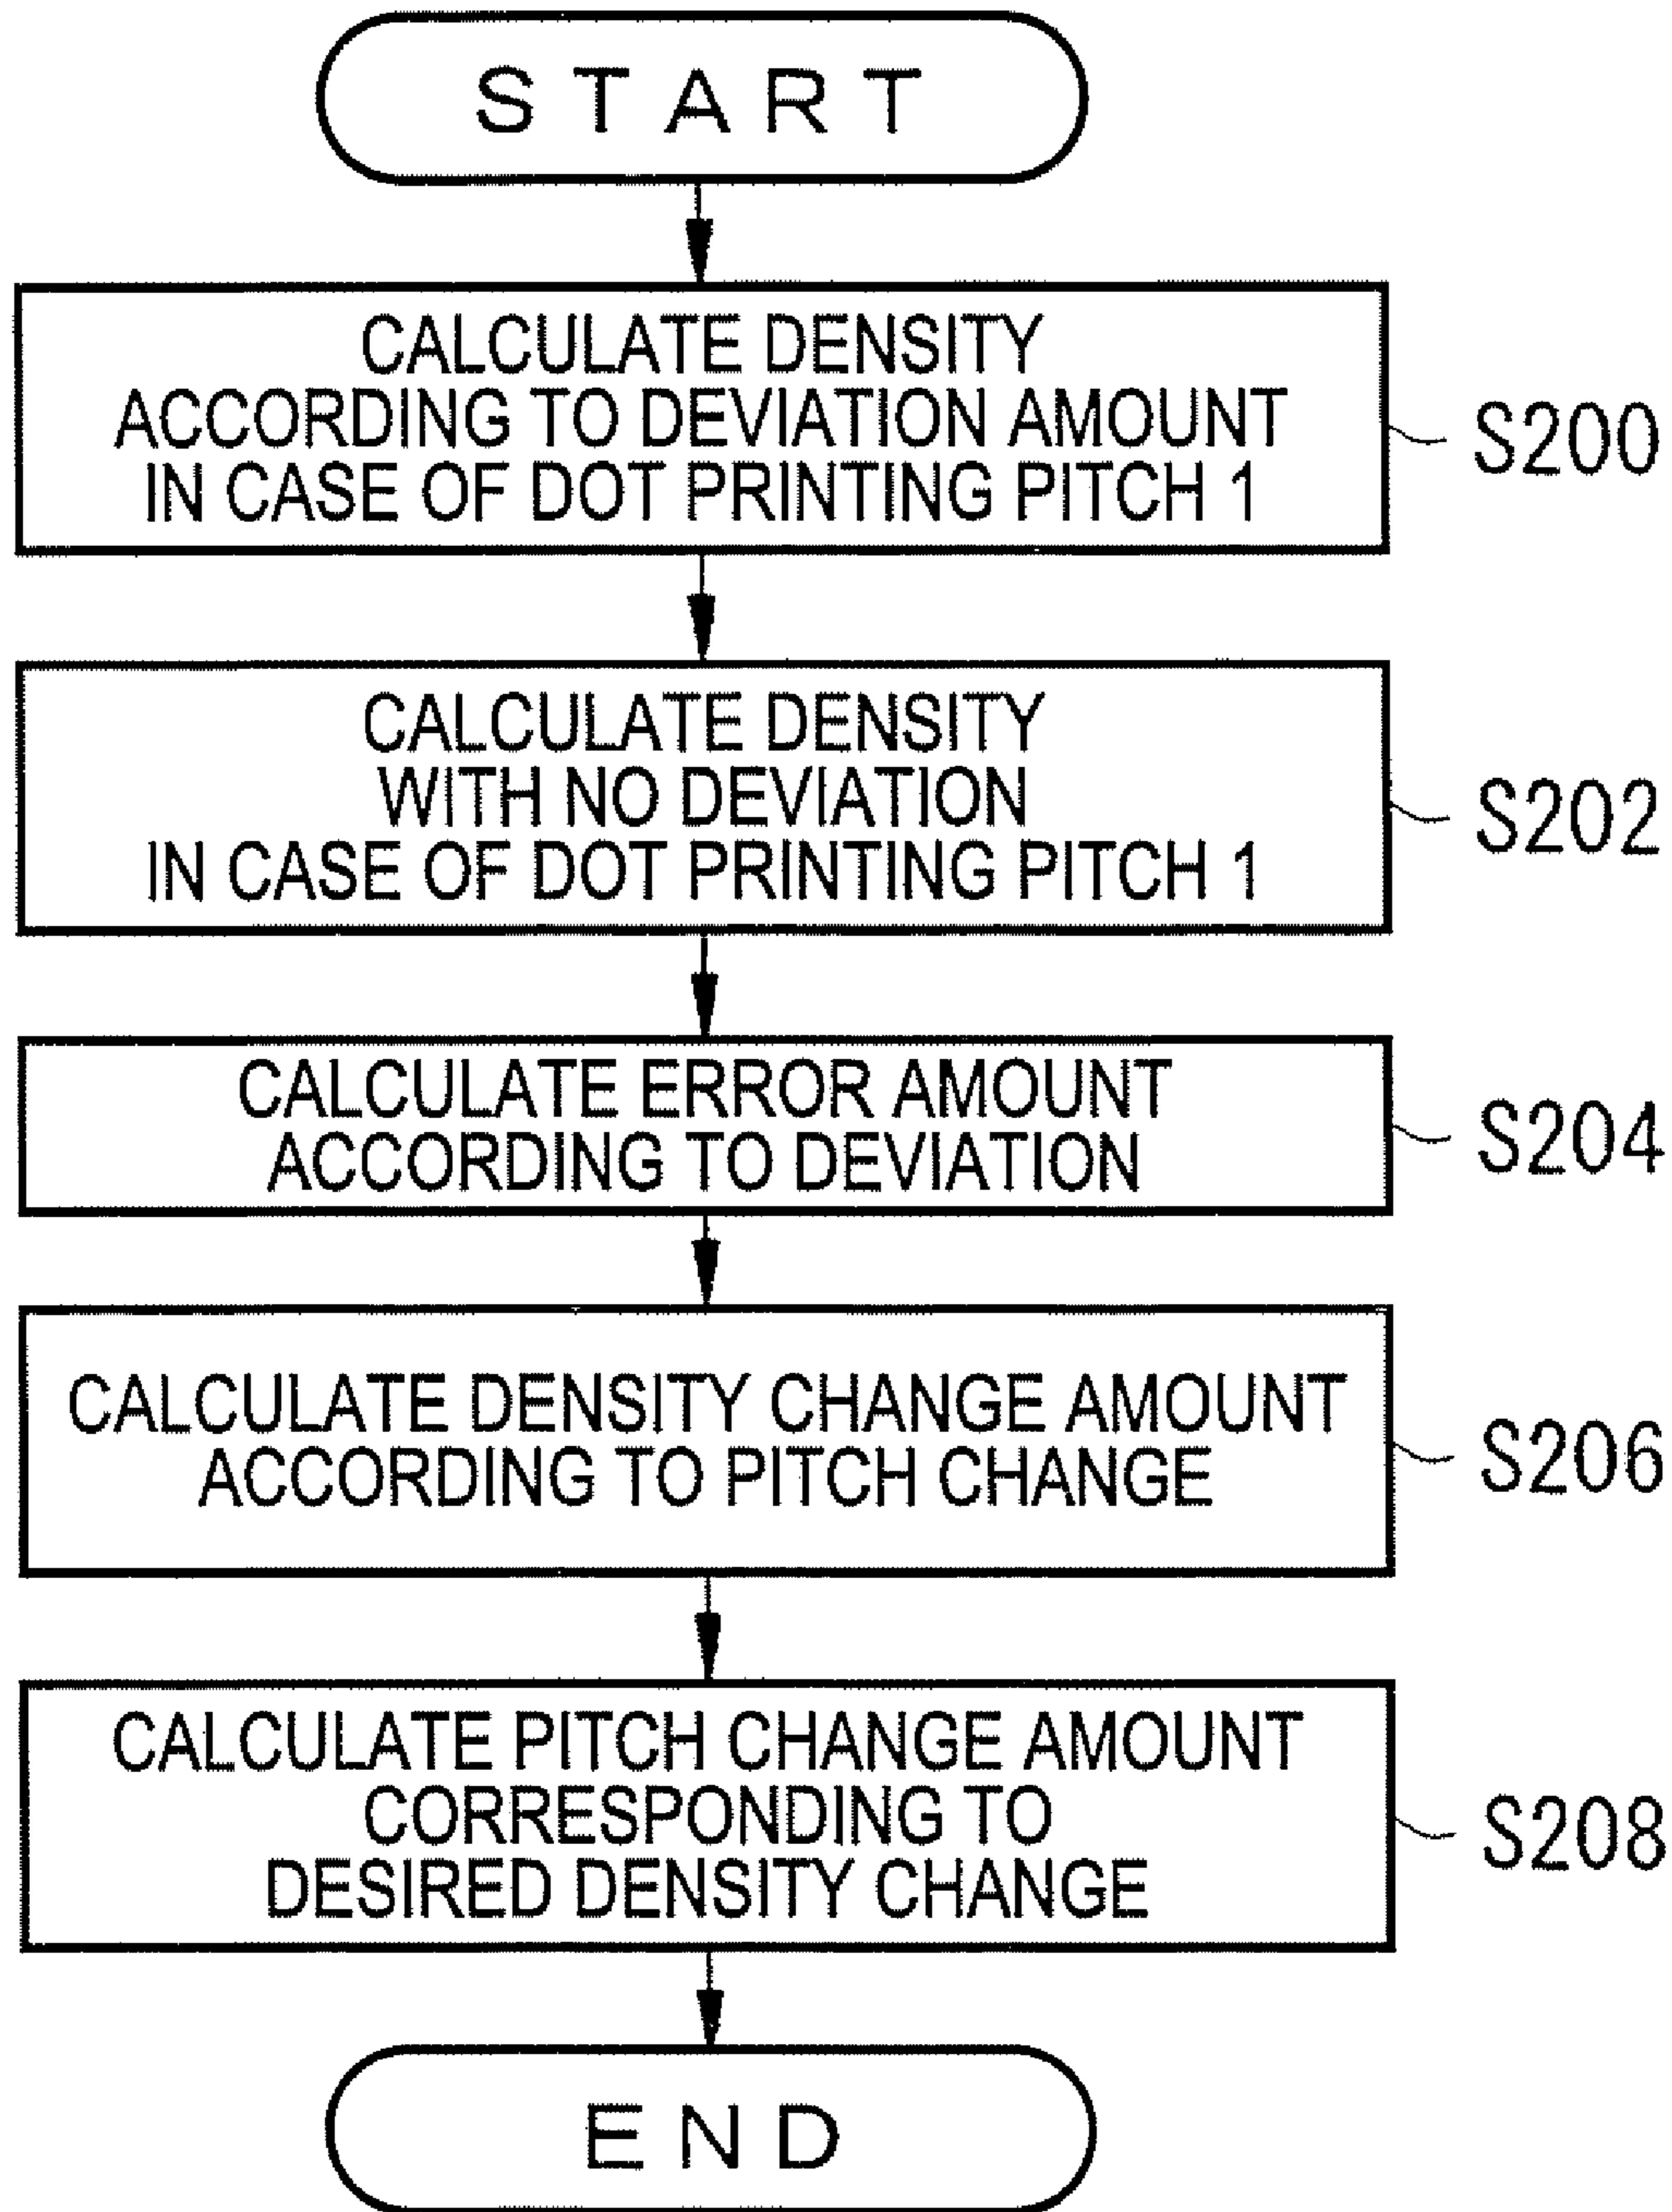 START
CALCULATE DENSITY
ACCORDING TO DEVIATION AMOUNT
IN CASE OF DOT PRINTING PITCH 1
S200
CALCULATE DENSITY
WITH NO DEVIATION
IN CASE OF DOT PRINTING PITCH 1
S202
CALCULATE ERROR AMOUNT
ACCORDING TO DEVIATION
S204
CALCULATE DENSITY CHANGE AMOUNT
ACCORDING TO PITCH CHANGE
S206
CALCULATE PITCH CHANGE AMOUNT
CORRESPONDING TO
DESIRED DENSITY CHANGE
S208
END